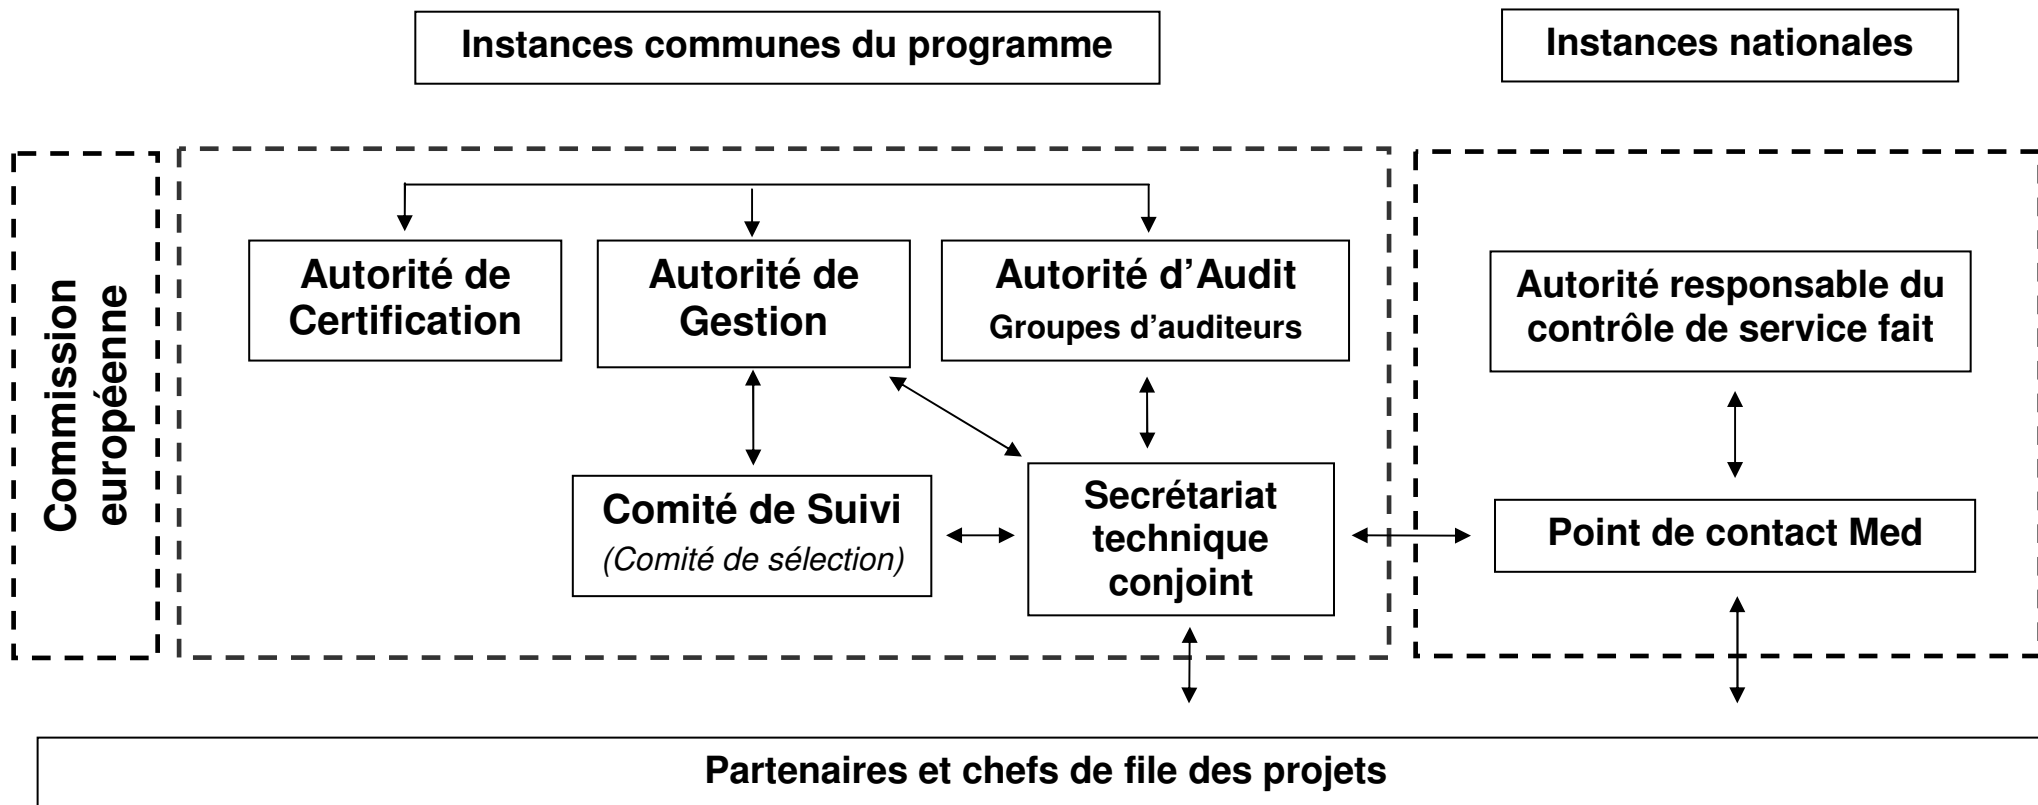 Instances communes du programme
Instances nationales
Commission
européenne
Autorité de
Certification
Autorité de
Gestion
Autorité d’Audit
Groupes d’auditeurs
Autorité responsable du
contrôle de service fait
Comité de Suivi
(Comité de sélection)
Secrétariat
technique
conjoint
Point de contact Med
Partenaires et chefs de file des projets